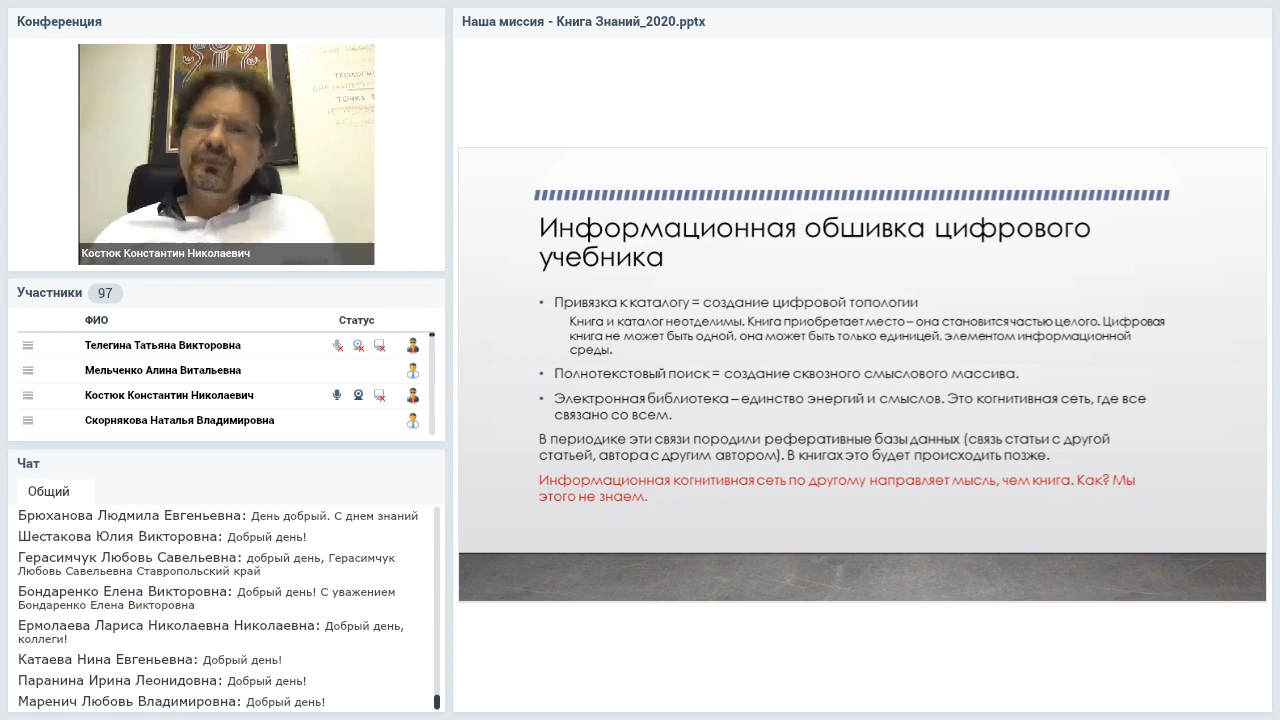 Конференция
Костюк Константин Николаевич
Участники 97
ФИО Статус
Телегина Татьяна Викторовна
Мельченко Алина Витальевна
Костюк Константин Николаевич
Скорнякова Наталья Владимировна
Чат
Общий
Брюханова Людмила Евгеньевна: День добрый. С днем знаний
Шестакова Юлия Викторовна: Добрый день!
Герасимчук Любовь Савельевна: добрый день, Герасимчук
Любовь Савельевна Ставропольский край
Бондаренко Елена Викторовна: Добрый день! С уважением
Бондаренко Елена Викторовна
Ермолаева Лариса Николаевна Николаевна: Добрый день,
коллеги!
Катаева Нина Евгеньевна: Добрый день!
Паранина Ирина Леонидовна: Добрый день!
Маренич Любовь Владимировна: Добрый день!
Наша миссия - Книга Знаний_2020.pptx
Информационная обшивка цифрового
учебника
• Привязка к каталогу = создание цифровой топологии
Книга и каталог неотделимы. Книга приобретает место – она становится частью целого. Цифровая
книга не может быть одной, она может быть только единицей, элементом информационной
среды.
• Полнотекстовый поиск = создание сквозного смыслового массива.
• Электронная библиотека – единство энергий и смыслов. Это когнитивная сеть, где все
связано со всем.
В периодике эти связи породили реферативные базы данных (связь статьи с другой
статьей, автора с другим автором). В книгах это будет происходить позже.
Информационная когнитивная сеть по другому направляет мысль, чем книга. Как? Мы
этого не знаем.